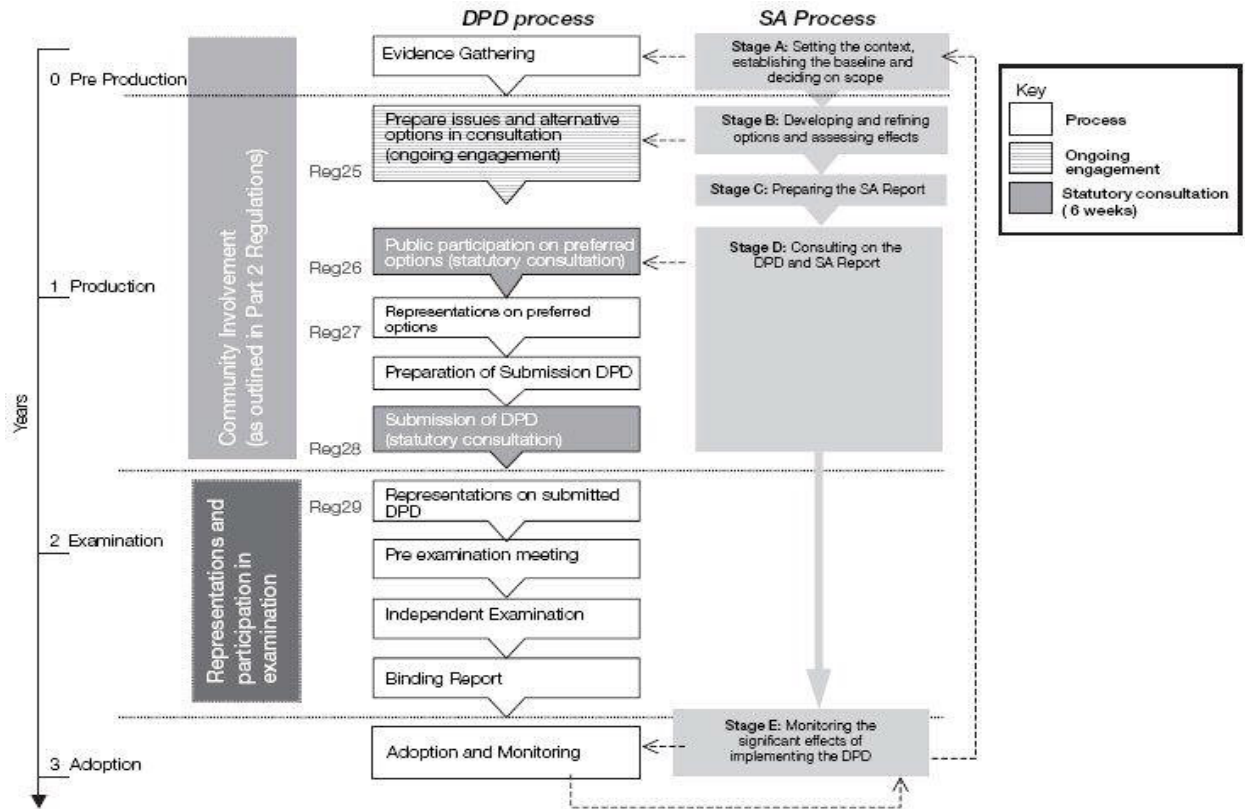 DPD process
SA Process
Years
0 Pre Production
1 Production
2 Examination
3 Adoption
Community Involvement
(as outlined in Part 2 Regulations)
Representations and
participation in
examination
Evidence Gathering
Prepare issues and alternative
options in consultation
(ongoing engagement)
Reg25
Public participation on preferred
options (statutory consultation)
Reg26
Representations on preferred
options
Reg27
Preparation of Submission DPD
Submission of DPD
(statutory consultation)
Reg28
Representations on submitted
DPD
Reg29
Pre examination meeting
Independent Examination
Binding Report
Adoption and Monitoring
Stage A: Setting the context,
establishing the baseline and
deciding on scope
Stage B: Developing and refining
options and assessing effects
Stage C: Preparing the SA Report
Stage D: Consulting on the
DPD and SA Report
Stage E: Monitoring the
significant effects of
implementing the DPD
Key
Process
Ongoing
engagement
Statutory consultation
( 6 weeks)